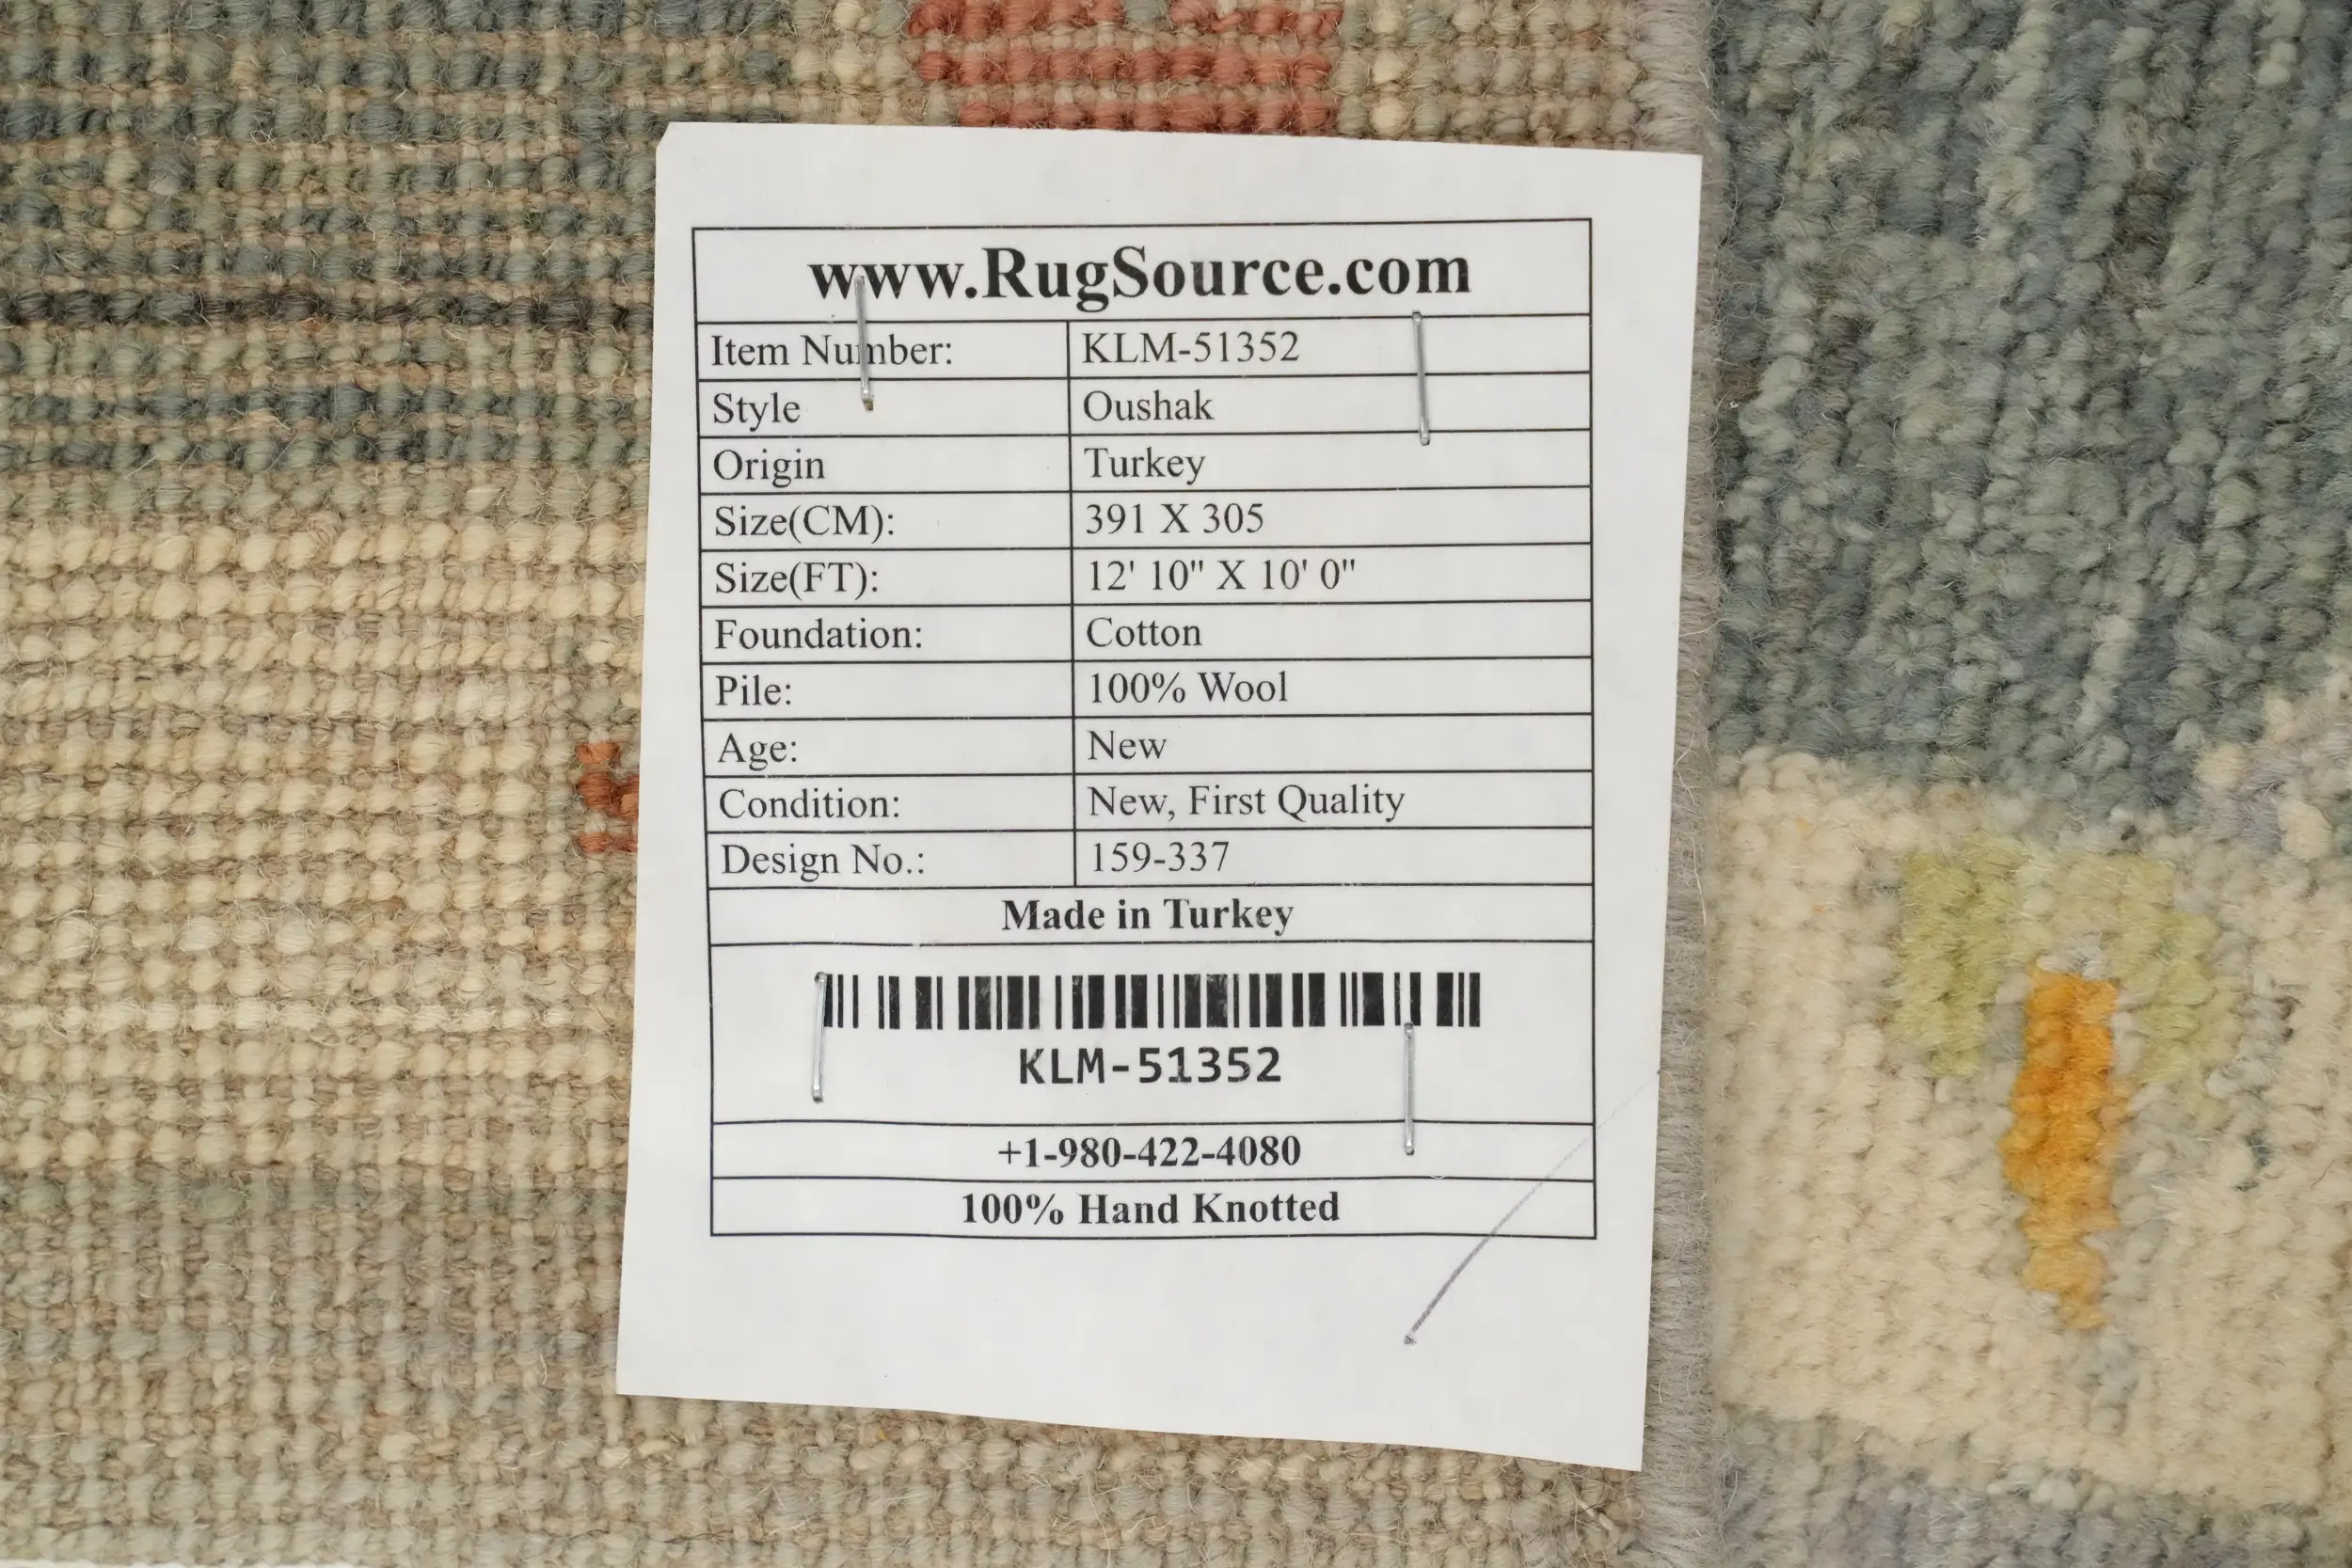 www.RugSource.com
Item Number: KLM-51352
Style Oushak
Origin Turkey
Size(CM): 391 X 305
Size(FT): 12' 10" X 10' 0"
Foundation: Cotton
Pile: 100% Wool
Age: New
Condition: New, First Quality
Design No.: 159-337
Made in Turkey
KLM-51352
+1-980-422-4080
100% Hand Knotted